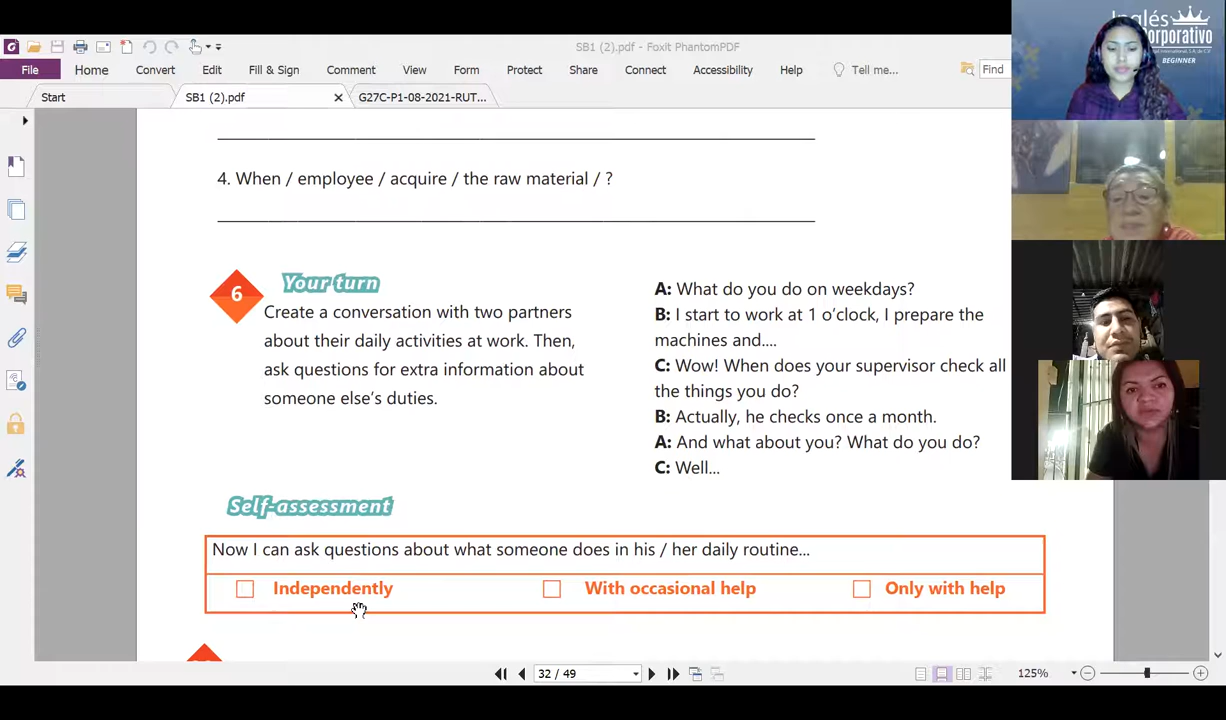 SB1 (2).pdf - Foxit PhantomPDF
File Home Convert Edit Fill & Sign Comment View Form Protect Share Connect Accessibility Help Tell me... Find
Start SB1 (2).pdf G27C-P1-08-2021-RUT...
4. When / employee / acquire / the raw material / ?
6
Your turn
Create a conversation with two partners
about their daily activities at work. Then,
ask questions for extra information about
someone else's duties.
A: What do you do on weekdays?
B: I start to work at 1 o'clock, I prepare the
machines and....
C: Wow! When does your supervisor check all
the things you do?
B: Actually, he checks once a month.
A: And what about you? What do you do?
C: Well...
Self-assessment
Now I can ask questions about what someone does in his / her daily routine...
Independently With occasional help Only with help
32 / 49
125%
Inglés
orporativo
BEGINNER